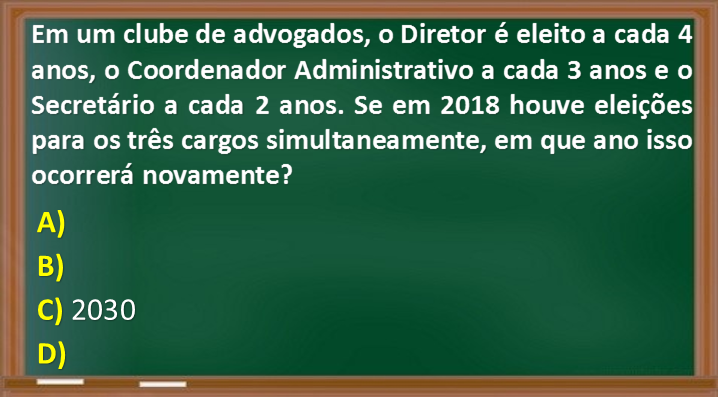 Em um clube de advogados, o Diretor é eleito a cada 4
anos, o Coordenador Administrativo a cada 3 anos e o
Secretário a cada 2 anos. Se em 2018 houve eleições
para os três cargos simultaneamente, em que ano isso
ocorrerá novamente?
A)
B)
C) 2030
D)